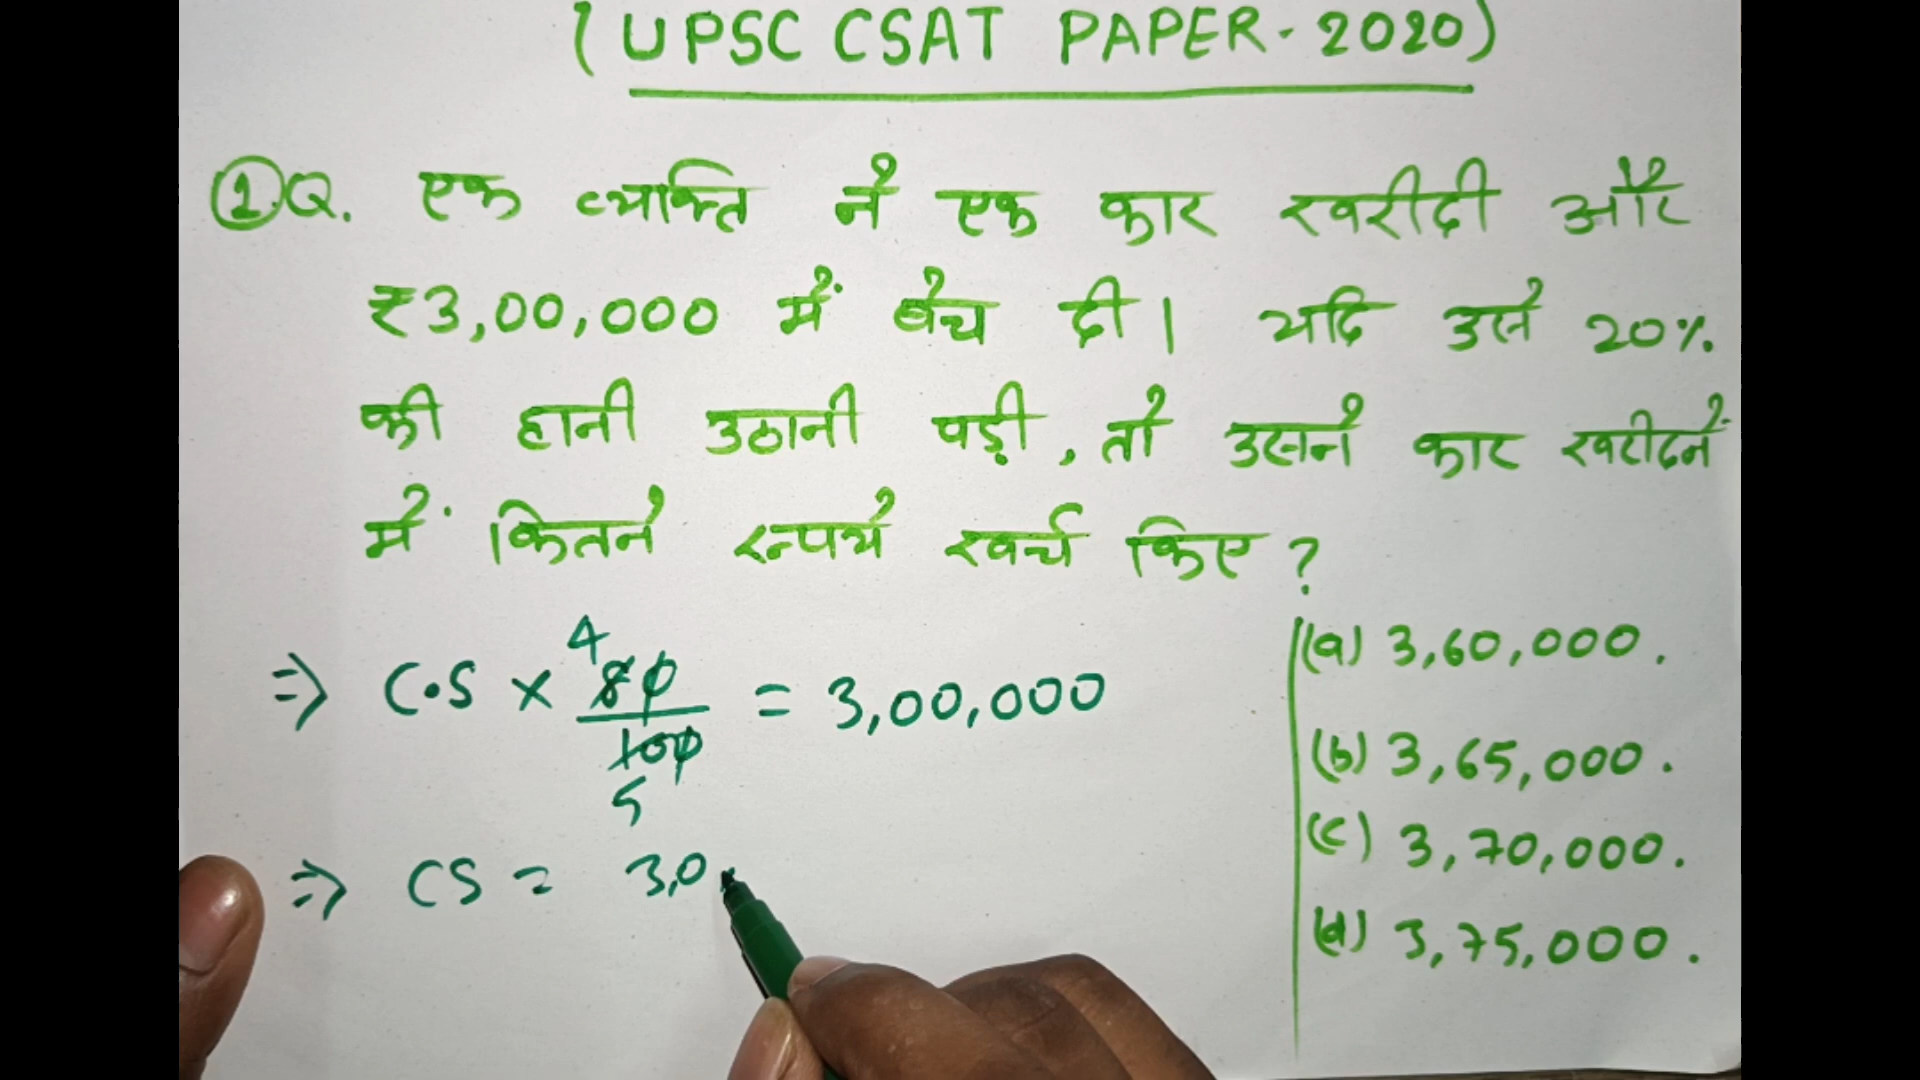 (UPSC CSAT PAPER-2020)
①Q. एक व्यक्ति ने एक कार खरीदी और
₹3,00,000 में बेच दी। यदि उसे 20%
की हानी उठानी पड़ी, तो उसने कार खरीदने
में कितने रूपये खर्च किए?
⇒ C.S × 4 80/100 5 = 3,00,000
⇒ CS = 3,0
(a) 3,60,000.
(b) 3,65,000.
(c) 3,70,000.
(d) 3,75,000.